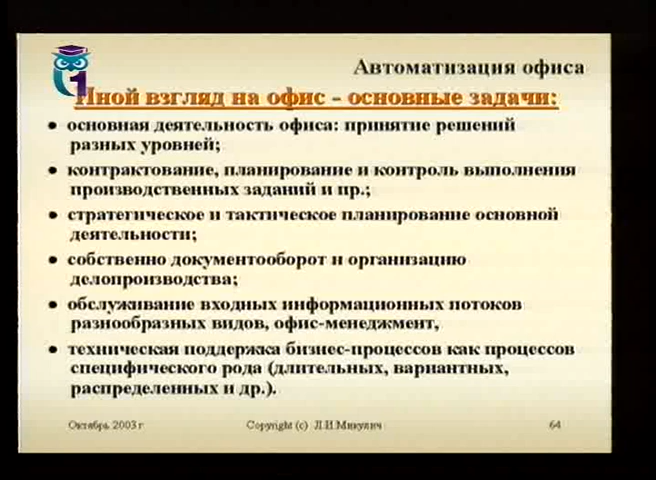 1
Автоматизация офиса
Иной взгляд на офис - основные задачи:
• основная деятельность офиса: принятие решений
разных уровней;
• контрактование, планирование и контроль выполнения
производственных заданий и пр.;
• стратегическое и тактическое планирование основной
деятельности;
• собственно документооборот и организацию
делопроизводства;
• обслуживание входных информационных потоков
разнообразных видов, офис-менеджмент,
• техническая поддержка бизнес-процессов как процессов
специфического рода (длительных, вариантных,
распределенных и др.).
Октябрь 2003 г Copyright (c) Л.И.Микулич 64